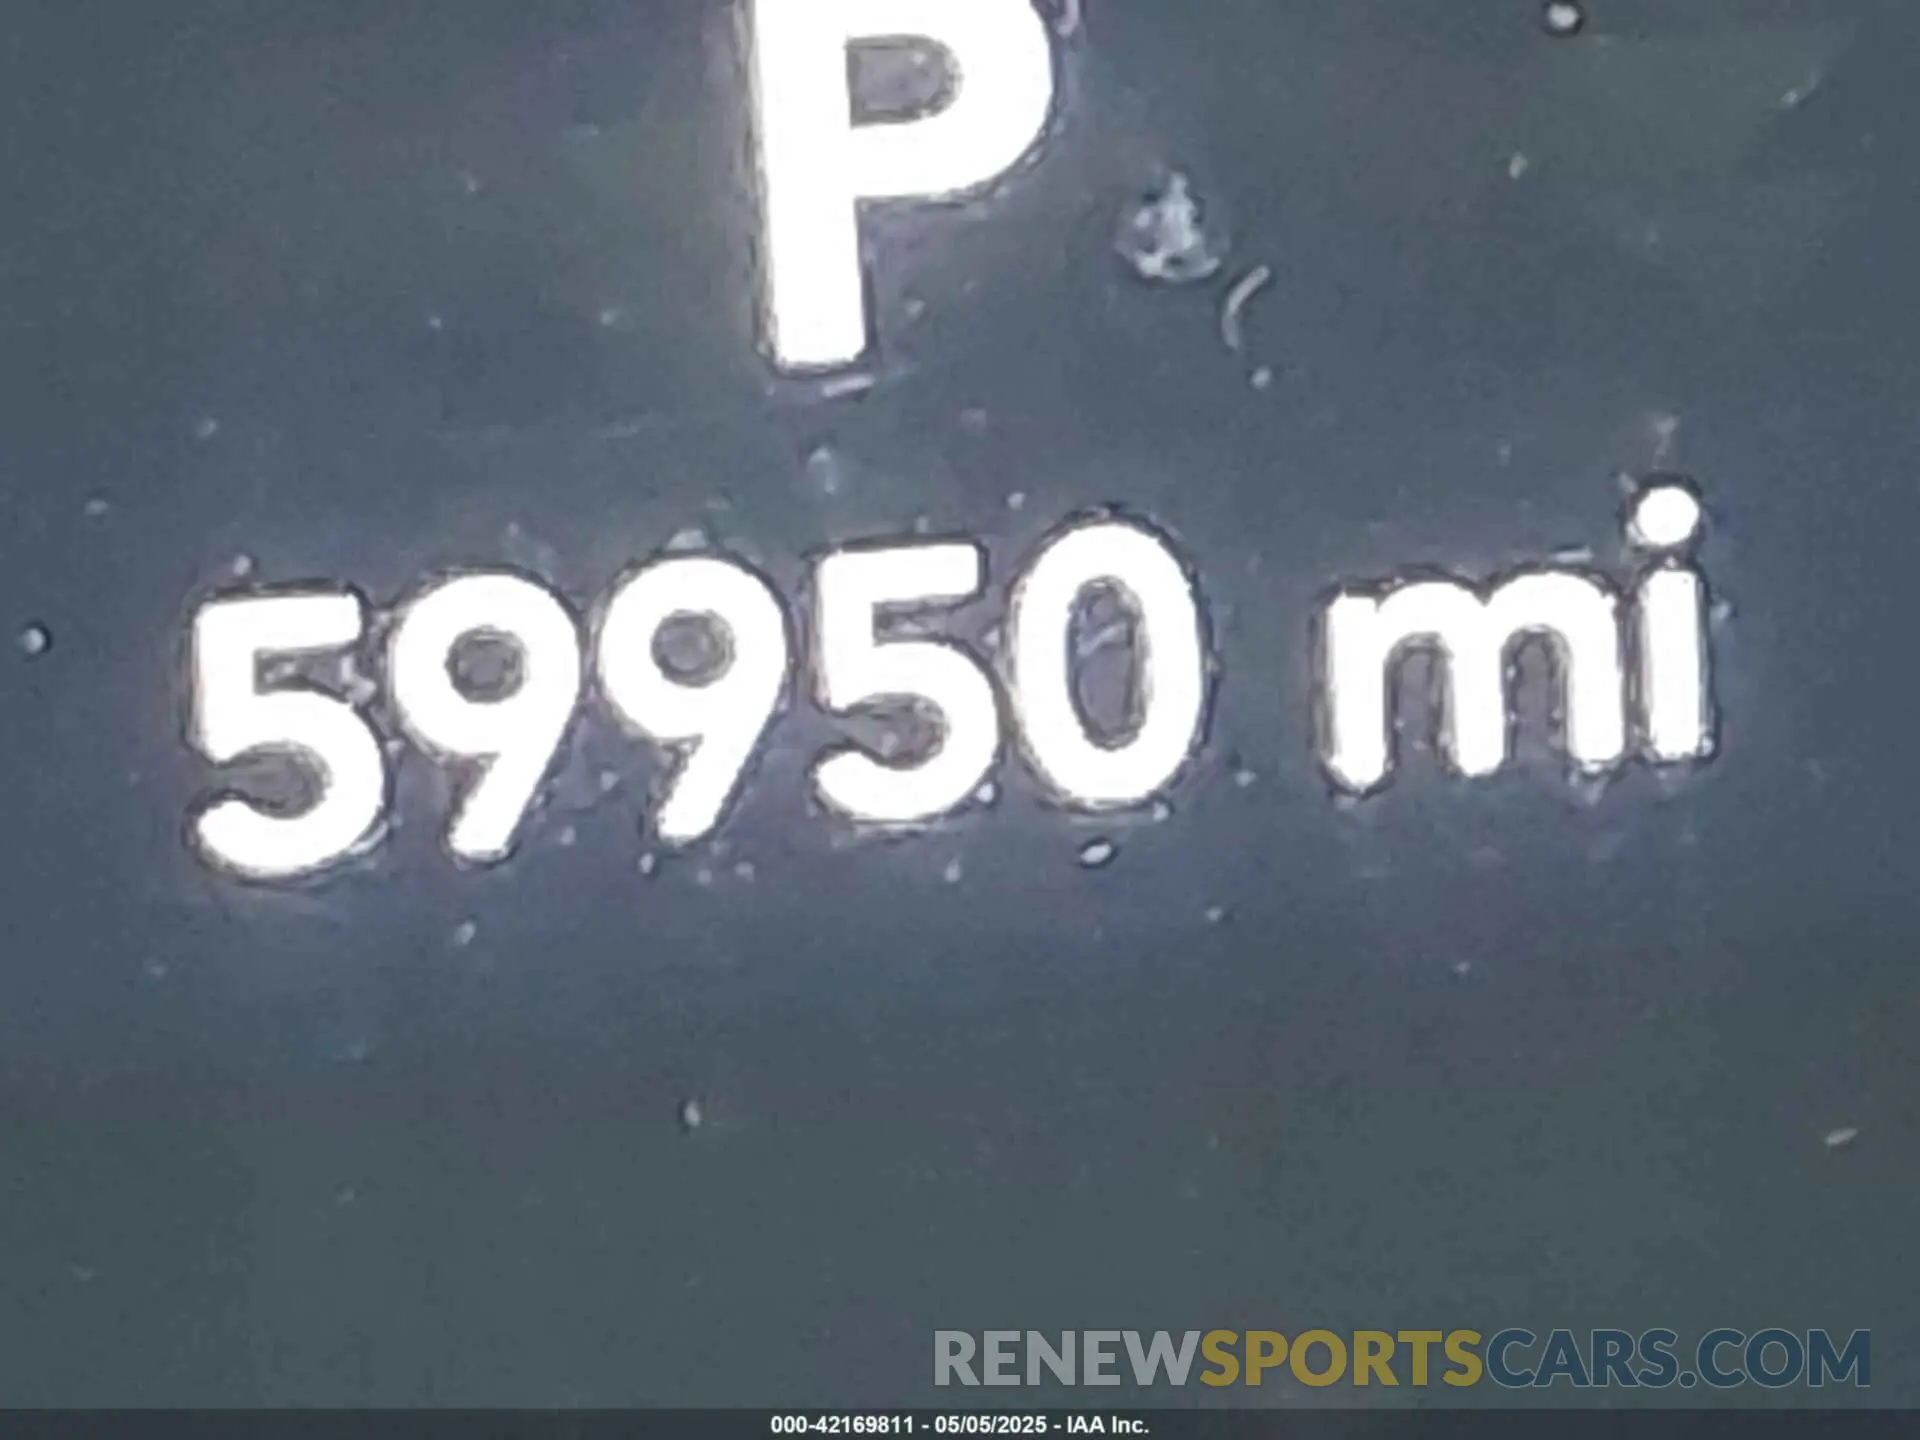 P
59950 mi
RENEWSPORTSCARS.COM
000-42169811 - 05/05/2025 - IAA Inc.